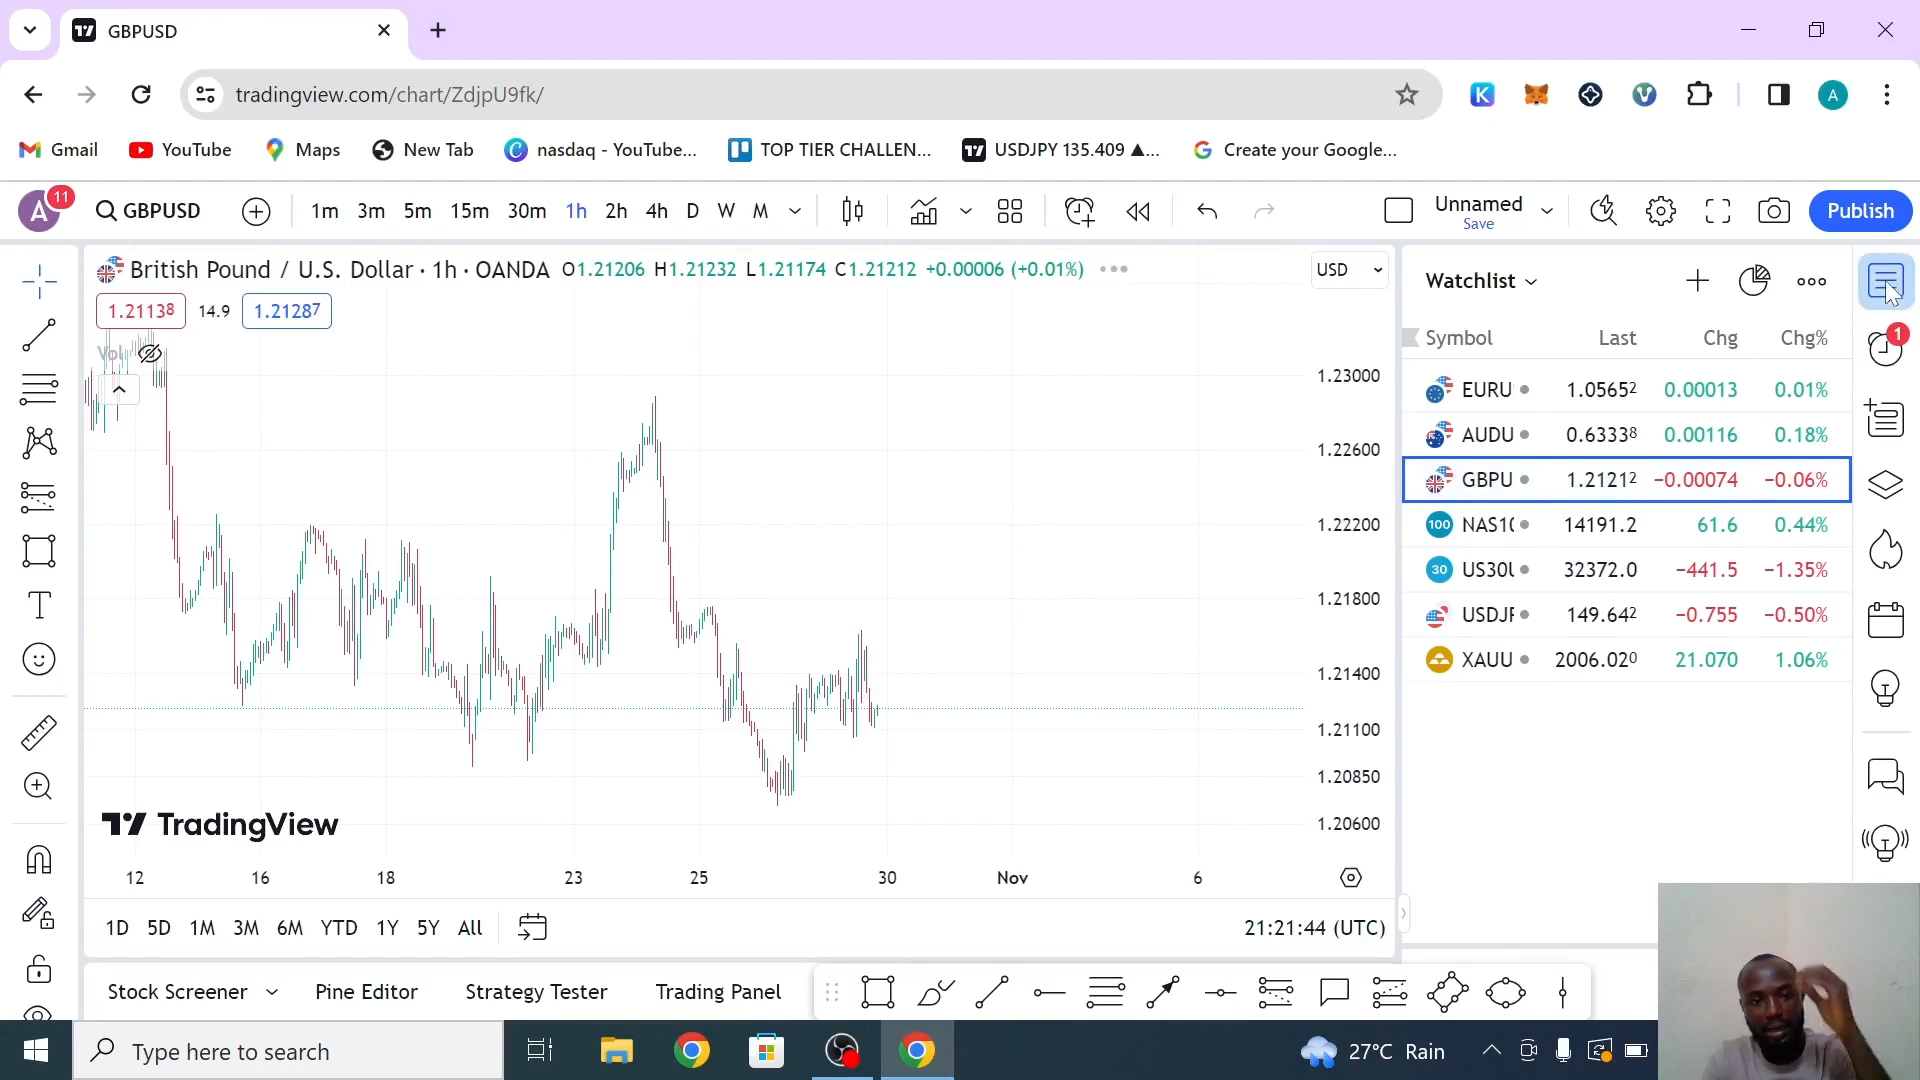 GBPUSD
tradingview.com/chart/ZdjpU9fk/
A
Gmail
YouTube
Maps
New Tab
nasdaq - YouTube...
TOP TIER CHALLEN...
USDJPY 135.409 ▲...
Create your Google...
A
11
GBPUSD
1m 3m 5m 15m 30m 1h 2h 4h D W M
Unnamed
Save
Publish
British Pound / U.S. Dollar · 1h · OANDA O1.21206 H1.21232 L1.21174 C1.21212 +0.00006 (+0.01%)
USD
1.21138 14.9 1.21287
Vol
1.23000
1.22600
1.22200
1.21800
1.21400
1.21100
1.20850
1.20600
TradingView
12 16 18 23 25 30 Nov 6
1D 5D 1M 3M 6M YTD 1Y 5Y All
21:21:44 (UTC)
Watchlist
Symbol Last Chg Chg%
EURU 1.05652 0.00013 0.01%
AUDU 0.63338 0.00116 0.18%
GBPU 1.21212 −0.00074 −0.06%
100 NAS1 14191.2 61.6 0.44%
30 US30 32372.0 −441.5 −1.35%
USDJ 149.642 −0.755 −0.50%
XAUU 2006.020 21.070 1.06%
1
Stock Screener
Pine Editor
Strategy Tester
Trading Panel
Type here to search
27°C Rain